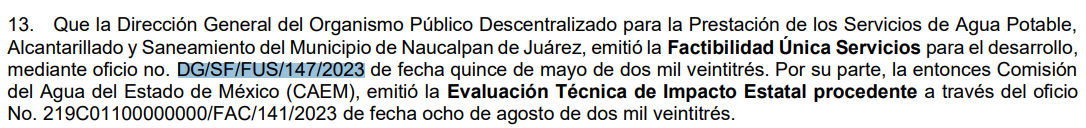 13. Que la Dirección General del Organismo Público Descentralizado para la Prestación de los Servicios de Agua Potable,
Alcantarillado y Saneamiento del Municipio de Naucalpan de Juárez, emitió la Factibilidad Única Servicios para el desarrollo,
mediante oficio no. DG/SF/FUS/147/2023 de fecha quince de mayo de dos mil veintitrés. Por su parte, la entonces Comisión
del Agua del Estado de México (CAEM), emitió la Evaluación Técnica de Impacto Estatal procedente a través del oficio
No. 219C01100000000/FAC/141/2023 de fecha ocho de agosto de dos mil veintitrés.